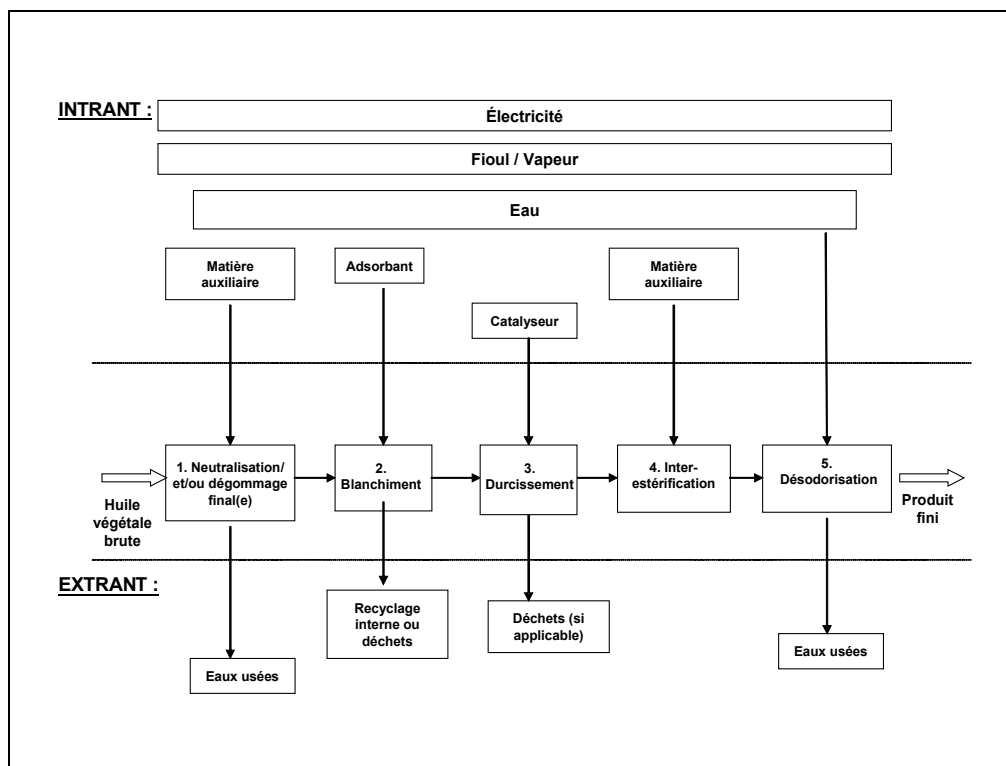 INTRANT :
Électricité
Fioul / Vapeur
Eau
Matière
auxiliaire
Adsorbant
Matière
auxiliaire
Catalyseur
1. Neutralisation/
et/ou dégommage
final(e)
2.
Blanchiment
3.
Durcissement
4. Inter-
estérification
5.
Désodorisation
Huile
végétale
brute
Produit
fini
EXTRANT :
Recyclage
interne ou
déchets
Déchets (si
applicable)
Eaux usées
Eaux usées